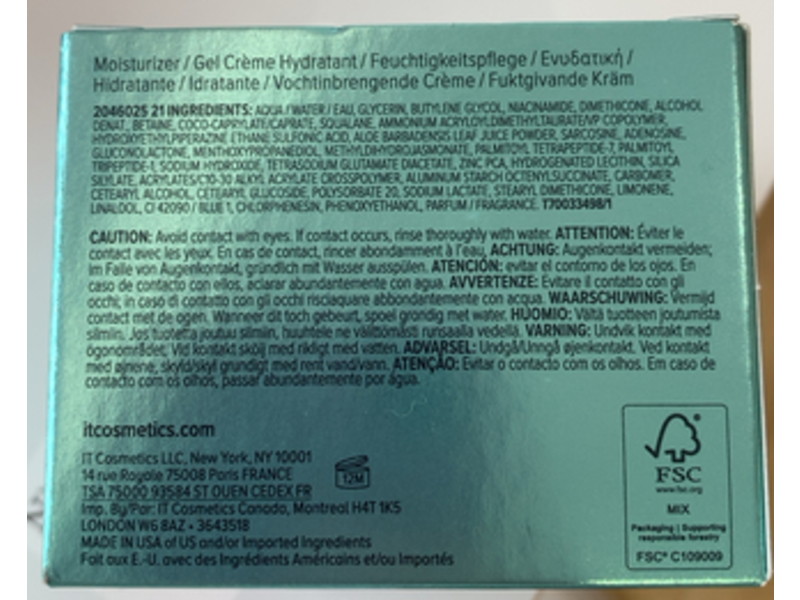 Moisturizer / Gel Crème Hydratant / Feuchtigkeitspflege / Ενυδατική /
Hidratante / Idratante / Vochtinbrengende Crème / Fuktgivande Kräm
2046025 21 INGREDIENTS: AQUA / WATER / EAU, GLYCERIN, BUTYLENE GLYCOL, NIACINAMIDE, DIMETHICONE, ALCOHOL
DENAT., BETAINE, COCO-CAPRYLATE/CAPRATE, SQUALANE, AMMONIUM ACRYLOYLDIMETHYLTAURATE/VP COPOLYMER,
HYDROXYETHYLPIPERAZINE ETHANE SULFONIC ACID, ALOE BARBADENSIS LEAF JUICE POWDER, SARCOSINE, ADENOSINE,
GLUCONOLACTONE, MENTHOXYPROPANEDIOL, METHYLDIHYDROJASMONATE, PALMITOYL TETRAPEPTIDE-7, PALMITOYL
TRIPEPTIDE-1, SODIUM HYDROXIDE, TETRASODIUM GLUTAMATE DIACETATE, ZINC PCA, HYDROGENATED LECITHIN, SILICA
SILYLATE, ACRYLATES/C10-30 ALKYL ACRYLATE CROSSPOLYMER, ALUMINUM STARCH OCTENYLSUCCINATE, CARBOMER,
CETEARYL ALCOHOL, CETEARYL GLUCOSIDE, POLYSORBATE 20, SODIUM LACTATE, STEARYL DIMETHICONE, LIMONENE,
LINALOOL, CI 42090 / BLUE 1, CHLORPHENESIN, PHENOXYETHANOL, PARFUM / FRAGRANCE. T70033498/1
CAUTION: Avoid contact with eyes. If contact occurs, rinse thoroughly with water. ATTENTION: Éviter le
contact avec les yeux. En cas de contact, rincer abondamment à l'eau. ACHTUNG: Augenkontakt vermeiden;
im Falle von Augenkontakt, gründlich mit Wasser ausspülen. ATENCIÓN: evitar el contorno de los ojos. En
caso de contacto con ellos, aclarar abundantemente con agua. AVVERTENZE: Evitare il contatto con gli
occhi; in caso di contatto con gli occhi risciaquare abbondantemente con acqua. WAARSCHUWING: Vermijd
contact met de ogen. Wanneer dit toch gebeurt, spoel grondig met water. HUOMIO: Vältä tuotteen joutumista
silmiin. Jos tuotetta joutuu silmiin, huuhtele ne välittömästi runsaalla vedellä. VARNING: Undvik kontakt med
ögonområdet. Vid kontakt skölj med rikligt med vatten. ADVARSEL: Undgå/Unngå øjenkontakt. Ved kontakt
med øjnene, skyld/skyl grundigt med rent vand/vann. ATENÇÃO: Evitar o contacto com os olhos. Em caso de
contacto com os olhos, passar abundantemente por água.
itcosmetics.com
IT Cosmetics LLC, New York, NY 10001
14 rue Royale 75008 Paris FRANCE
TSA 75000 93584 ST OUEN CEDEX FR
Imp. By/Par: IT Cosmetics Canada, Montreal H4T 1K5
LONDON W6 8AZ • 3643518
MADE IN USA of US and/or Imported Ingredients
Fait aux É.-U. avec des Ingrédients Américains et/ou Importés
12M
FSC
www.fsc.org
MIX
Packaging | Supporting
responsible forestry
FSC® C109009